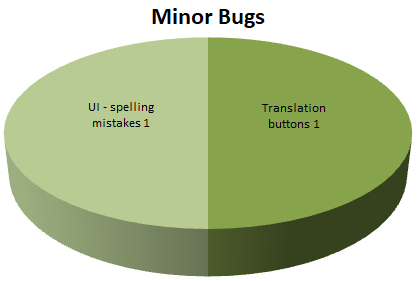 Minor Bugs
UI - spelling
mistakes 1
Translation
buttons 1